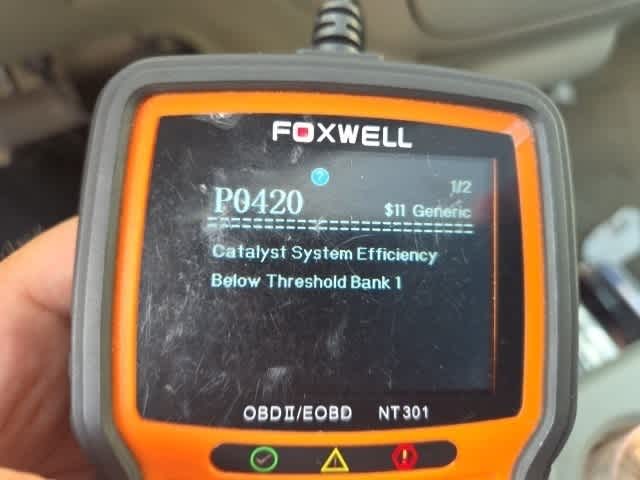 FOXWELL
?
1/2
P0420
$11 Generic
==============================
Catalyst System Efficiency
Below Threshold Bank 1
OBDII/EOBD NT301